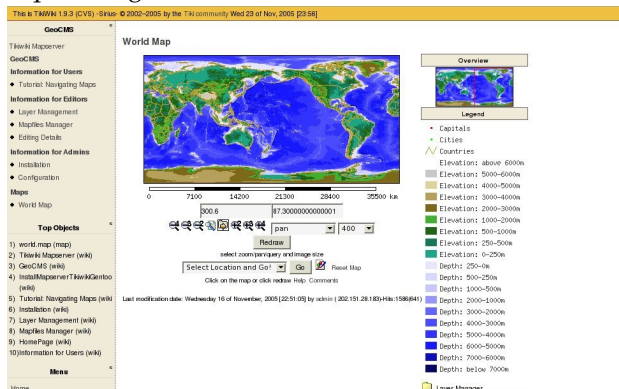 This is TikiWiki 1.9.3 (CVS) -Sirius- © 2002–2005 by the Tiki community Wed 23 of Nov, 2005 [23:56]
GeoCMS
Tikiwiki Mapserver
GeoCMS
Information for Users
Tutorial: Navigating Maps
Information for Editors
Layer Management
Mapfiles Manager
Editing Details
Information for Admins
Installation
Configuration
Maps
World Map
Top Objects
1) world.map (map)
2) Tikiwiki Mapserver (wiki)
3) GeoCMS (wiki)
4) InstallMapserverTikiwikiGentoo
(wiki)
5) Tutorial: Navigating Maps (wiki
6) Installation (wiki)
7) Layer Management (wiki)
8) Mapfiles Manager (wiki)
9) HomePage (wiki)
10)Information for Users (wiki)
Menu
Home
World Map
0 7100 14200 21300 28400 35500 km
300.6 87.30000000000001
pan 400
Redraw
select zoom/pan/query and image size
Select Location and Go! Go Reset Map
Click on the map or click redraw Help Comments
Last modification date: Wednesday 16 of November, 2005 [22:51:05] by admin ( 202.151.28.183)-Hits:1586(641)
Overview
Legend
Capitals
Cities
Countries
Elevation: above 6000m
Elevation: 5000-6000m
Elevation: 4000-5000m
Elevation: 3000-4000m
Elevation: 2000-3000m
Elevation: 1000-2000m
Elevation: 500-1000m
Elevation: 250-500m
Elevation: 0-250m
Depth: 250-0m
Depth: 500-250m
Depth: 1000-500m
Depth: 2000-1000m
Depth: 3000-2000m
Depth: 4000-3000m
Depth: 5000-4000m
Depth: 6000-5000m
Depth: 7000-6000m
Depth: below 7000m
Layer Manager